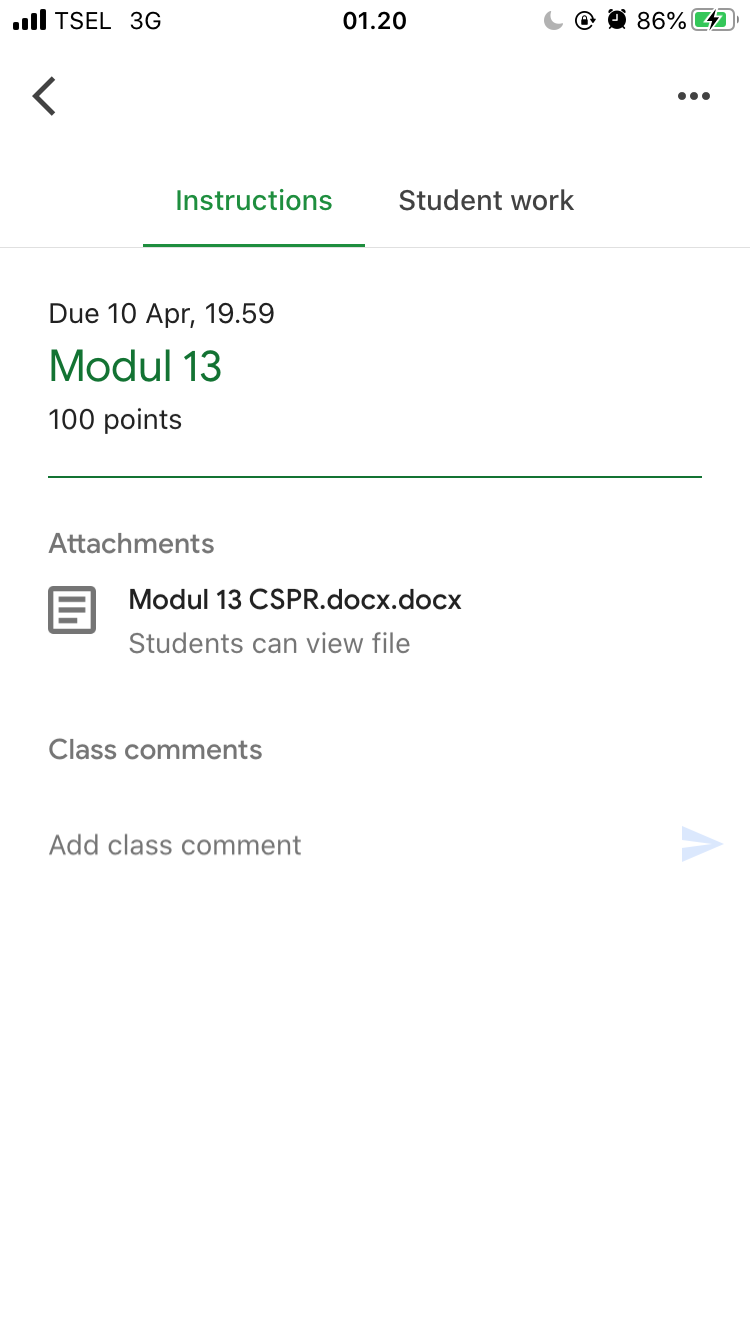 TSEL 3G 01.20 86%
Instructions Student work
Due 10 Apr, 19.59
Modul 13
100 points
Attachments
Modul 13 CSPR.docx.docx
Students can view file
Class comments
Add class comment